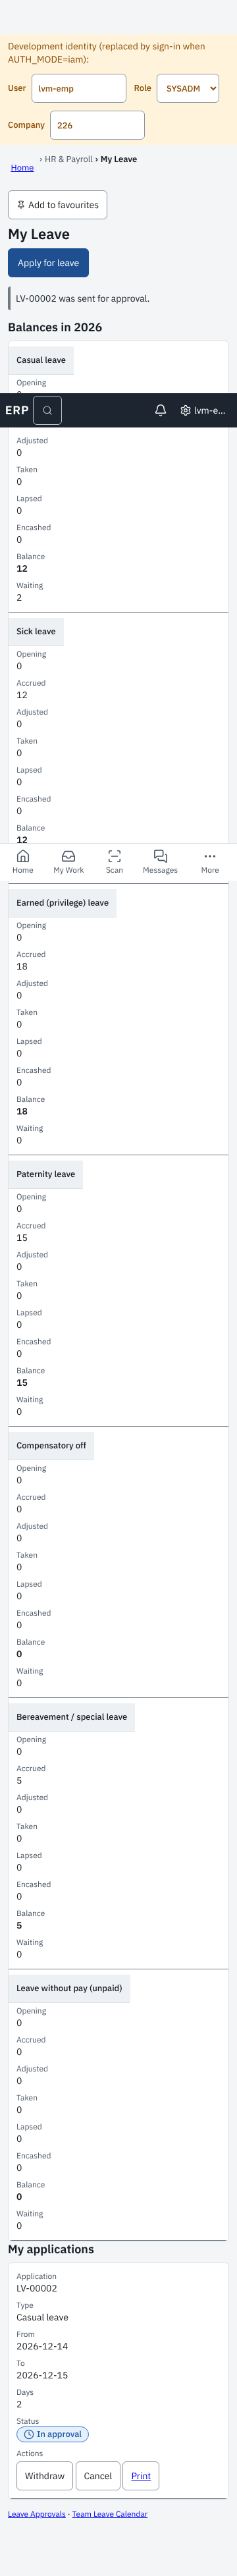 Development identity (replaced by sign-in when
AUTH_MODE=iam):
User lvm-emp Role SYSADM
Company 226
Home › HR & Payroll › My Leave
Add to favourites
My Leave
Apply for leave
LV-00002 was sent for approval.
Balances in 2026
Casual leave
Opening
ERP lvm-e...
Adjusted
0
Taken
0
Lapsed
0
Encashed
0
Balance
12
Waiting
2
Sick leave
Opening
0
Accrued
12
Adjusted
0
Taken
0
Lapsed
0
Encashed
0
Balance
12
Home My Work Scan Messages More
Earned (privilege) leave
Opening
0
Accrued
18
Adjusted
0
Taken
0
Lapsed
0
Encashed
0
Balance
18
Waiting
0
Paternity leave
Opening
0
Accrued
15
Adjusted
0
Taken
0
Lapsed
0
Encashed
0
Balance
15
Waiting
0
Compensatory off
Opening
0
Accrued
0
Adjusted
0
Taken
0
Lapsed
0
Encashed
0
Balance
0
Waiting
0
Bereavement / special leave
Opening
0
Accrued
5
Adjusted
0
Taken
0
Lapsed
0
Encashed
0
Balance
5
Waiting
0
Leave without pay (unpaid)
Opening
0
Accrued
0
Adjusted
0
Taken
0
Lapsed
0
Encashed
0
Balance
0
Waiting
0
My applications
Application
LV-00002
Type
Casual leave
From
2026-12-14
To
2026-12-15
Days
2
Status
In approval
Actions
Withdraw Cancel Print
Leave Approvals · Team Leave Calendar